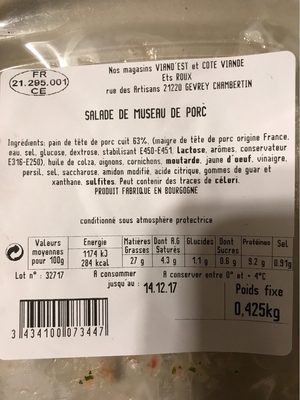 Nos magasins VIAND'EST et COTE VIANDE
Ets ROUX
rue des Artisans 21220 GEVREY CHAMBERTIN
FR
21.295.001
CE
SALADE DE MUSEAU DE PORC
Ingrédients: pain de tête de porc cuit 63%, (maigre de tête de porc origine France,
eau, sel, glucose, dextrose, stabilisant E450-E451, Lactose, arômes, conservateur
E316-E250), huile de colza, oignons, cornichons, moutarde, jaune d'oeuf, vinaigre,
persil, sel, saccharose, amidon modifié, acide citrique, gommes de guar et
xanthane, sulfites. Peut contenir des traces de céleri.
PRODUIT FABRIQUE EN BOURGOGNE
conditionné sous atmosphère protectrice
Valeurs moyennes pour 100g
Energie 1174 kJ 284 kcal
Matières Grasses 27 g
Dont A.G Saturés 4.3 g
Glucides 1.1 g
Dont Sucres 0.6 g
Protéines 9.2 g
Sel 0.91g
Lot n° : 32717
A consommer jusqu'au : 14.12.17
A conserver entre 0° et + 4°C
Poids fixe
0,425kg
3 434100 073447